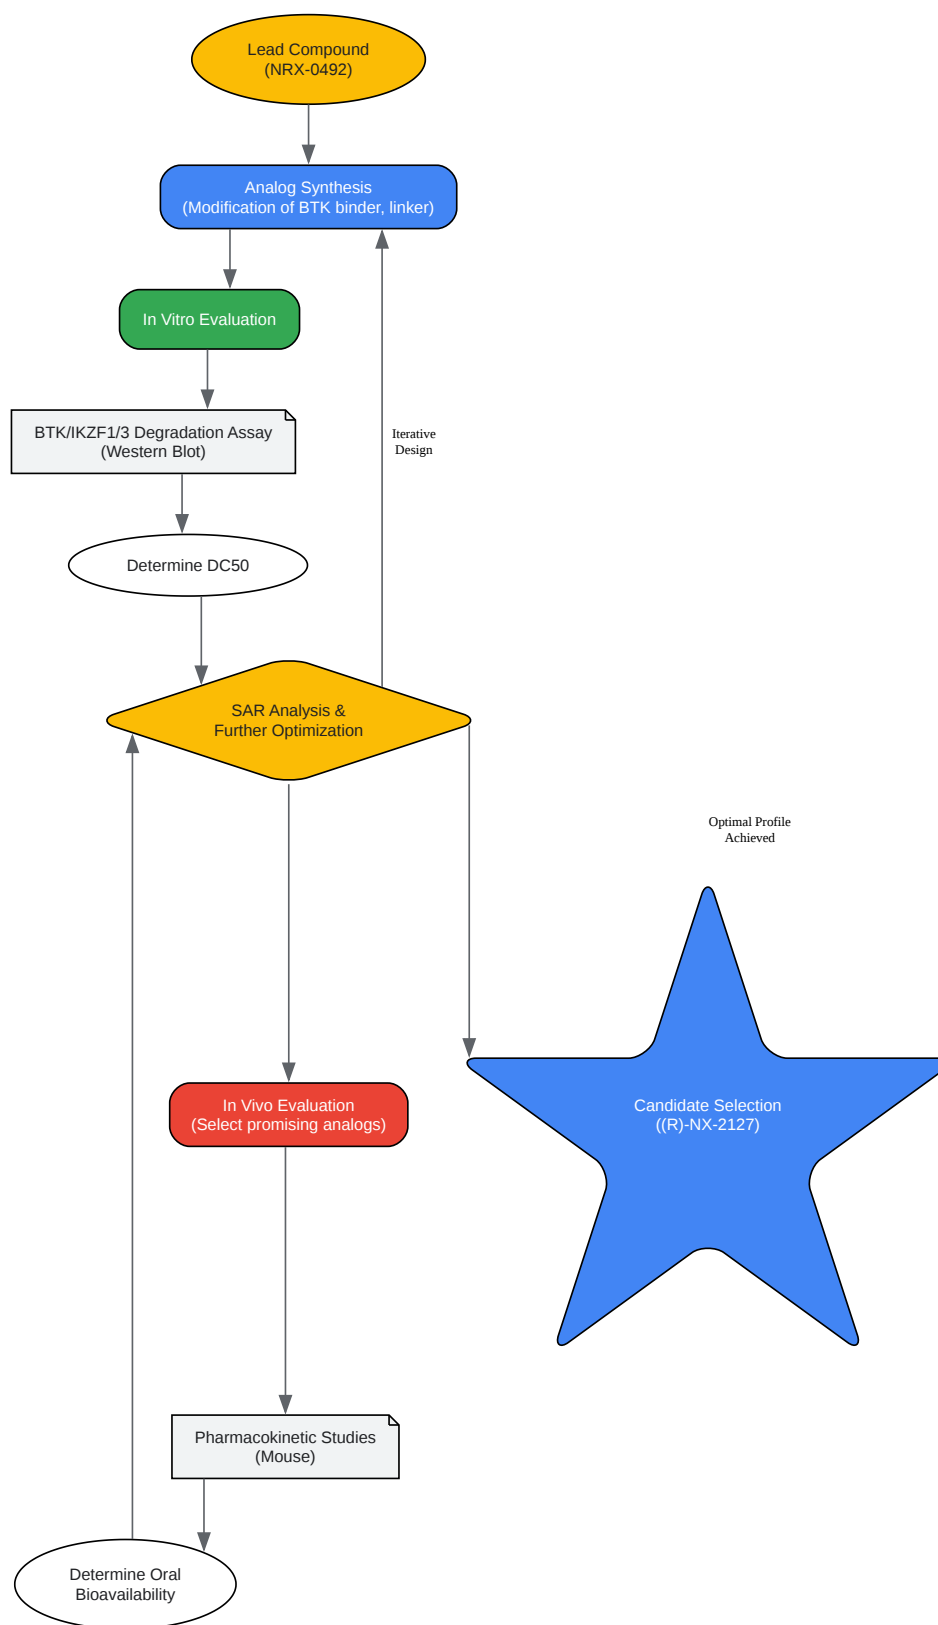 Lead Compound
(NRX-0492)
Analog Synthesis
(Modification of BTK binder, linker)
In Vitro Evaluation
BTK/IKZF1/3 Degradation Assay
(Western Blot)
Iterative
Design
Determine DC50
SAR Analysis &
Further Optimization
Optimal Profile
Achieved
In Vivo Evaluation
(Select promising analogs)
Candidate Selection
((R)-NX-2127)
Pharmacokinetic Studies
(Mouse)
Determine Oral
Bioavailability